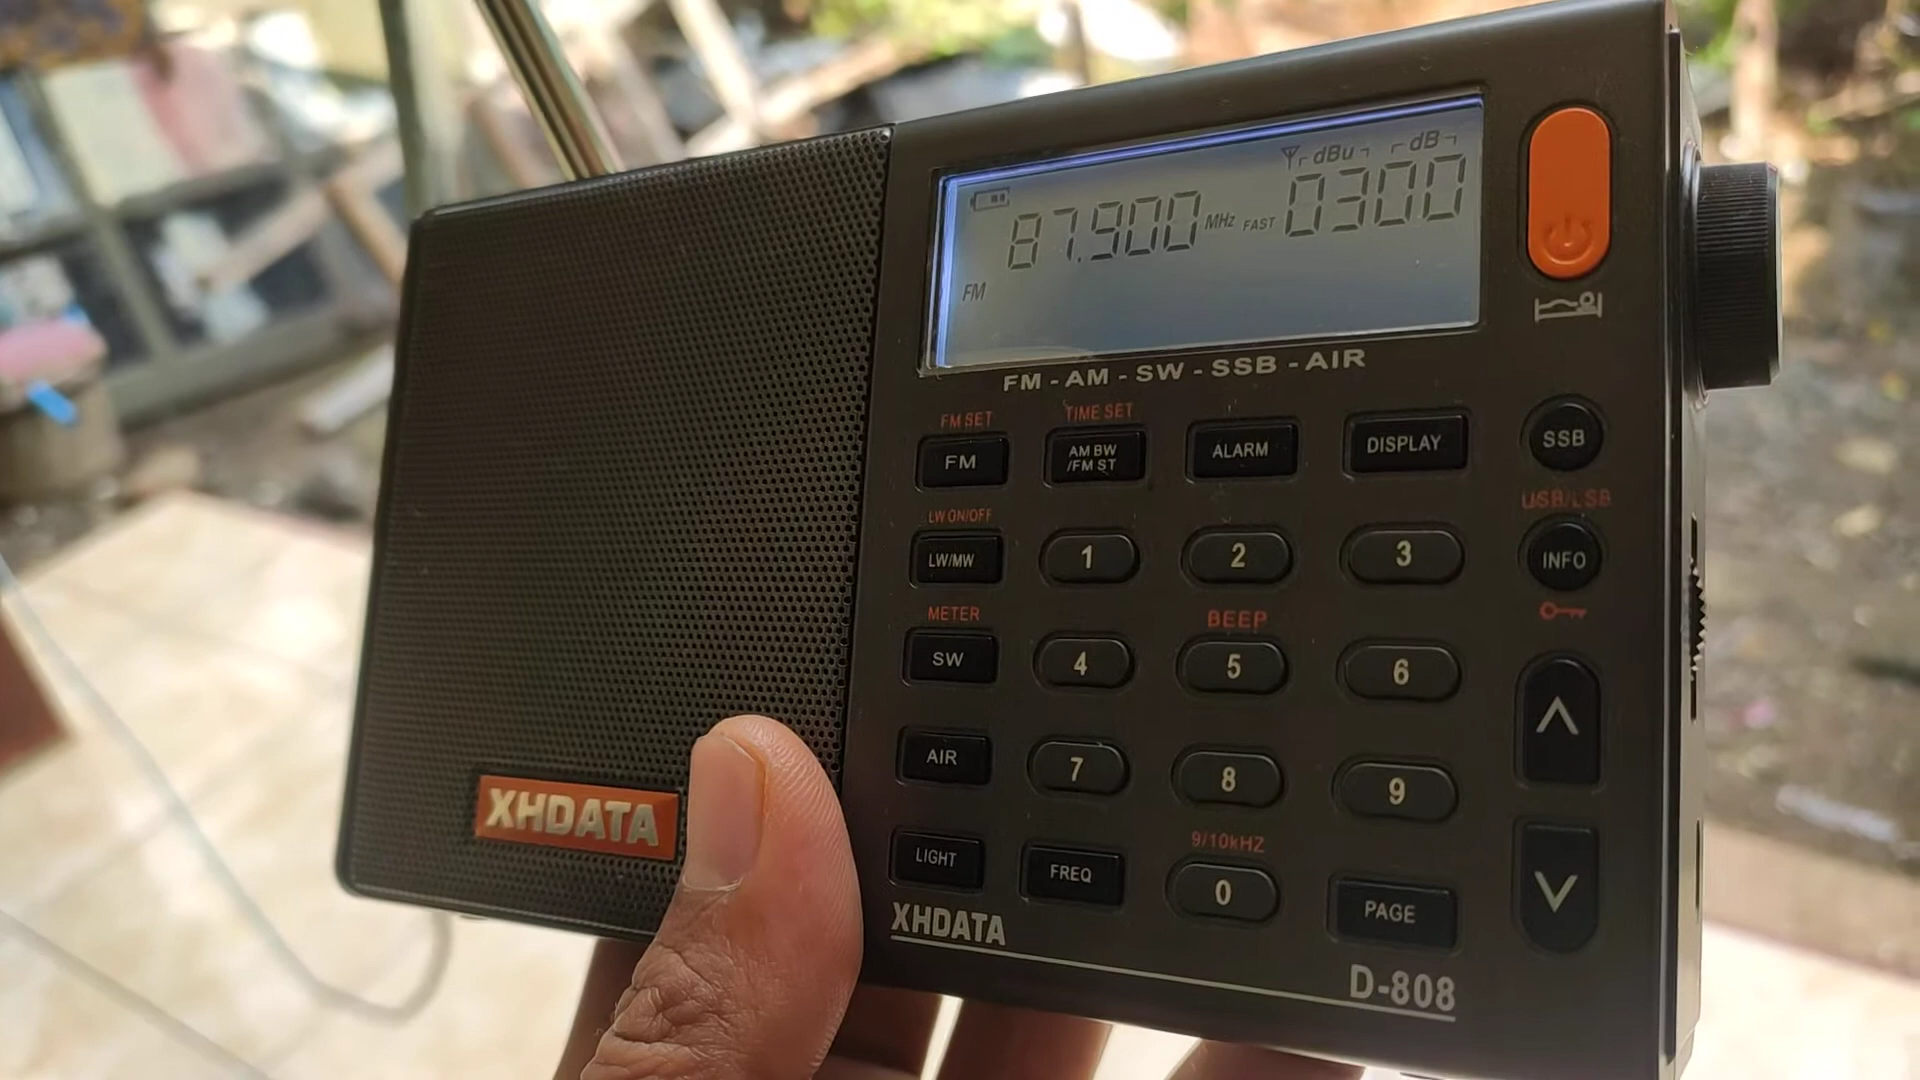 dBu dB
87.900 MHz FAST 0300
FM
FM - AM - SW - SSB - AIR
FM SET TIME SET
FM AM BW /FM ST ALARM DISPLAY SSB
LW ON/OFF USB/LSB
LW/MW 1 2 3 INFO
METER BEEP
SW 4 5 6
AIR 7 8 9
XHDATA
9/10kHZ
LIGHT FREQ 0 PAGE
XHDATA
D-808